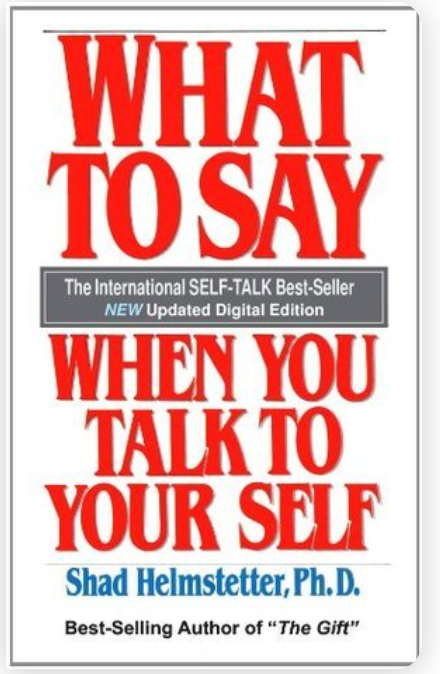 WHAT
TO SAY
The International SELF-TALK Best-Seller
NEW Updated Digital Edition
WHEN YOU
TALK TO
YOUR SELF
Shad Helmstetter, Ph.D.
Best-Selling Author of “The Gift”